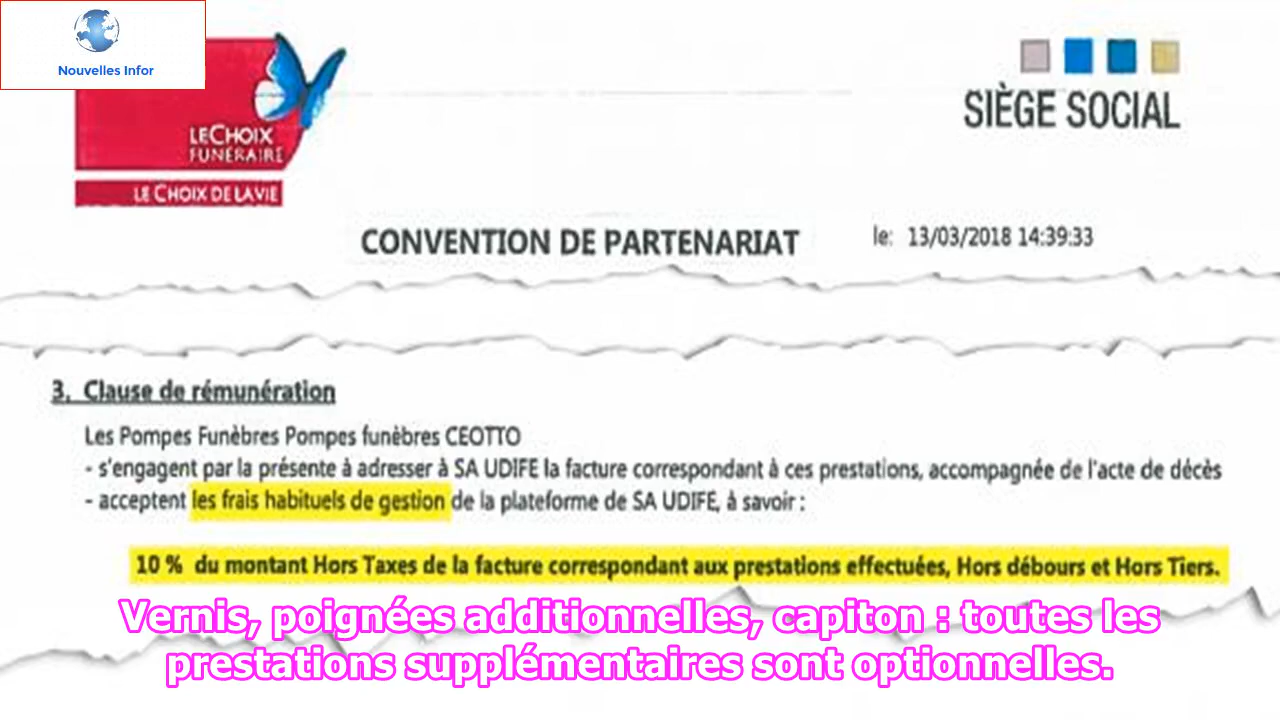 Nouvelles Infor
LECHOIX
FUNÉRAIRE
LE CHOIX DE LA VIE
SIÈGE SOCIAL
CONVENTION DE PARTENARIAT
le: 13/03/2018 14:39:33
3. Clause de rémunération
Les Pompes Funèbres Pompes funèbres CEOTTO
- s'engagent par la présente à adresser à SA UDIFE la facture correspondant à ces prestations, accompagnée de l'acte de décès
- acceptent les frais habituels de gestion de la plateforme de SA UDIFE, à savoir :
10 % du montant Hors Taxes de la facture correspondant aux prestations effectuées, Hors débours et Hors Tiers.
Vernis, poignées additionnelles, capiton : toutes les
prestations supplémentaires sont optionnelles.